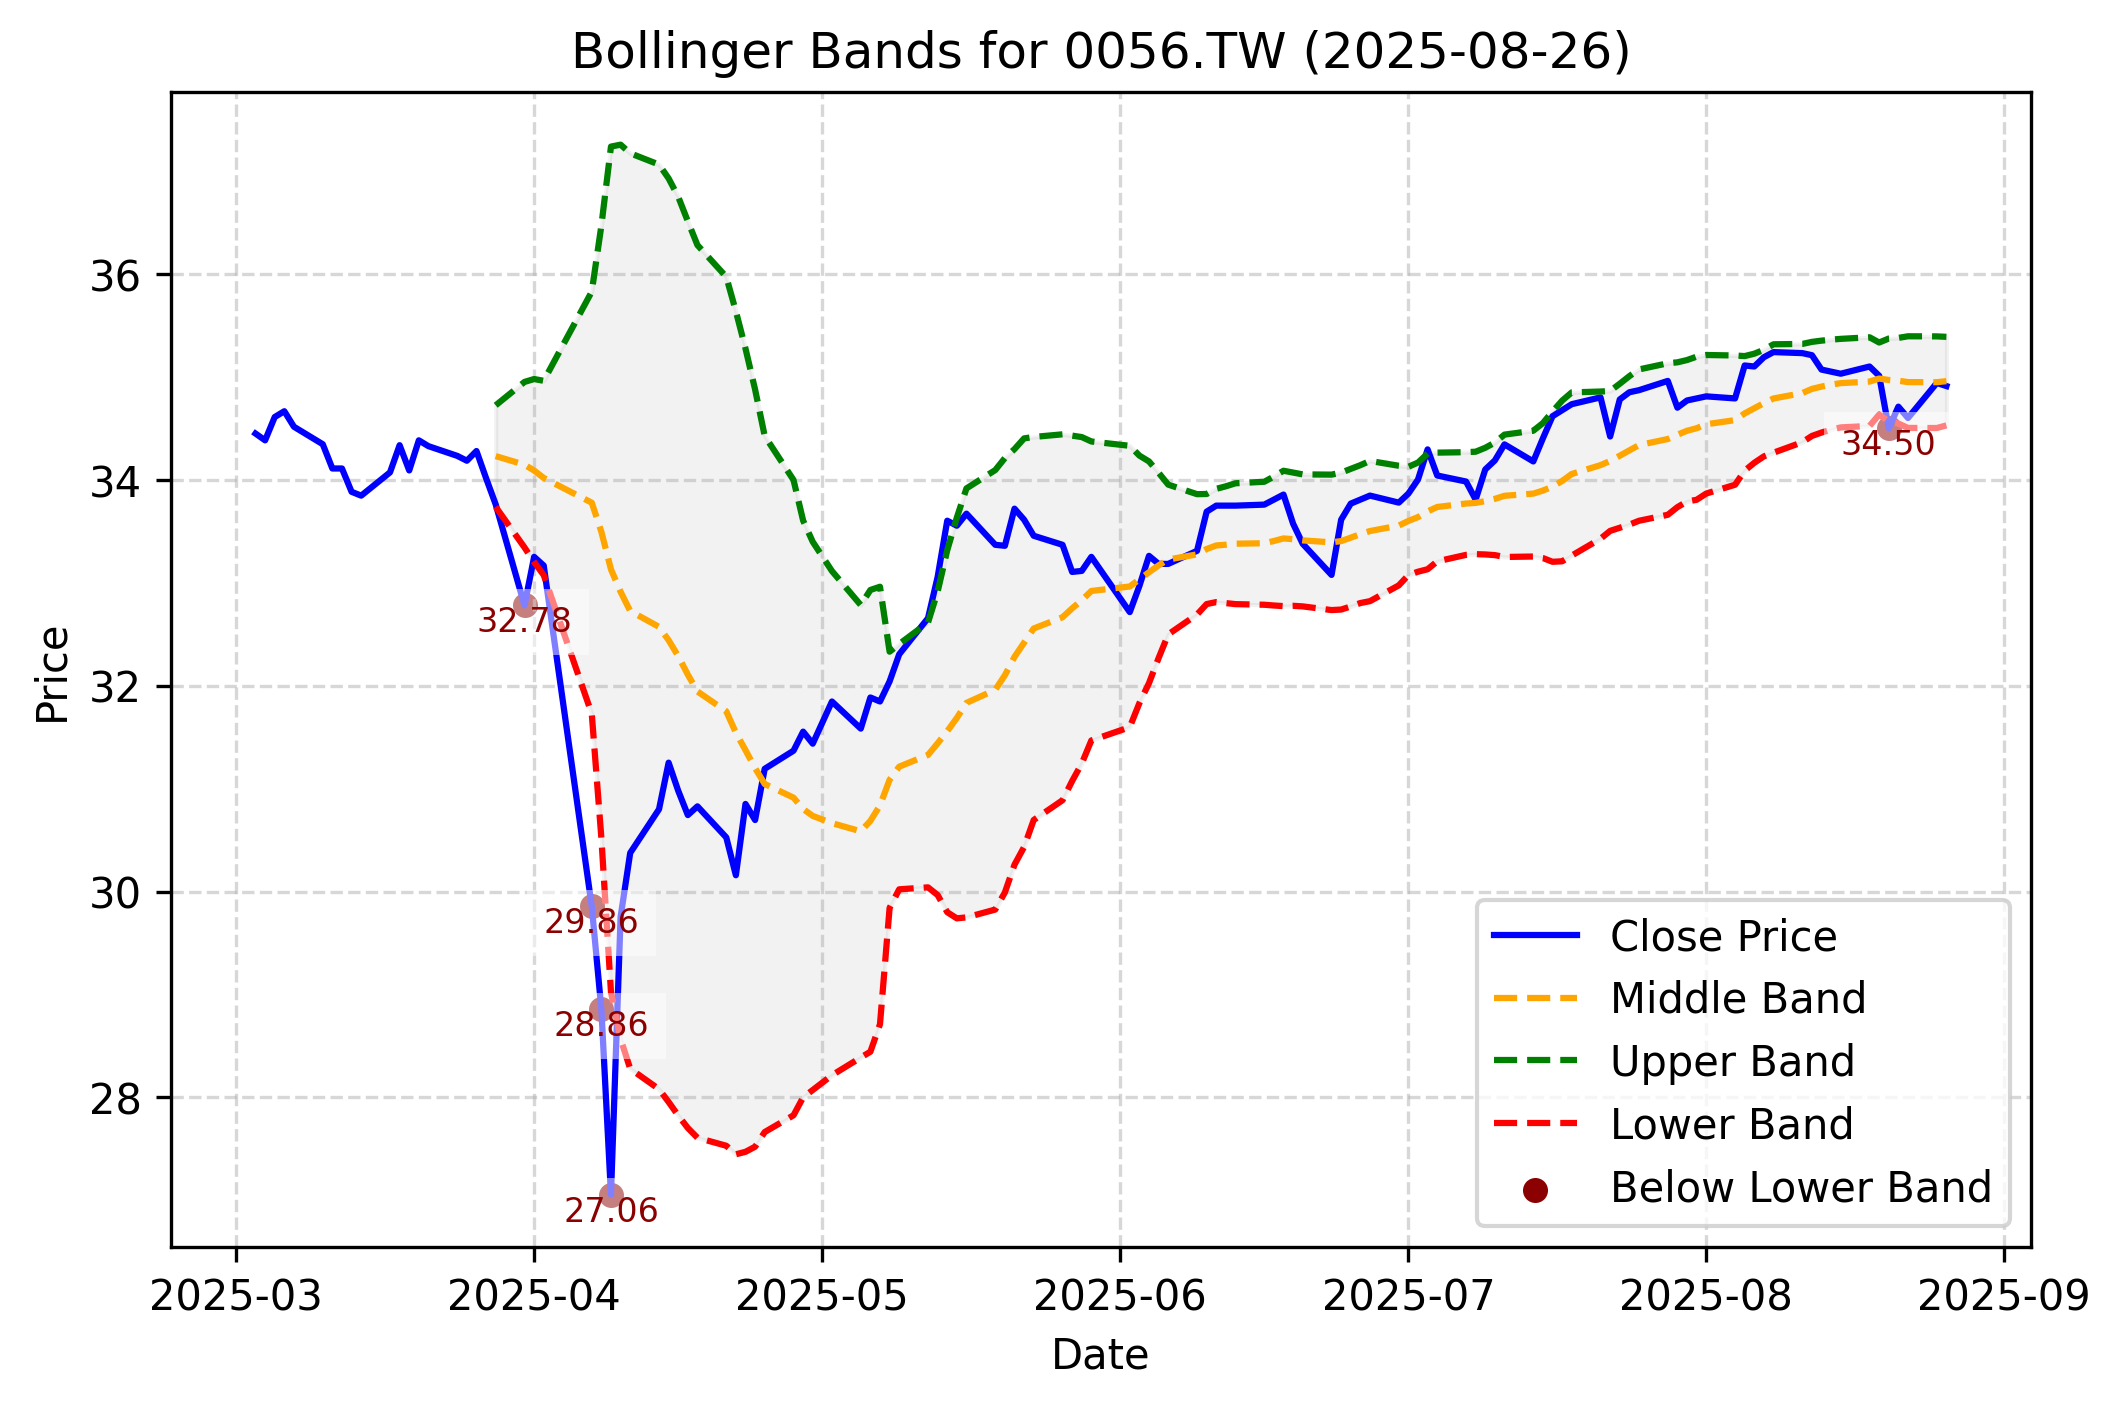 Bollinger Bands for 0056.TW (2025-08-26)
Price
36
34
32
30
28
32.78
29.86
28.86
27.06
34.50
Close Price
Middle Band
Upper Band
Lower Band
Below Lower Band
2025-03
2025-04
2025-05
2025-06
2025-07
2025-08
2025-09
Date